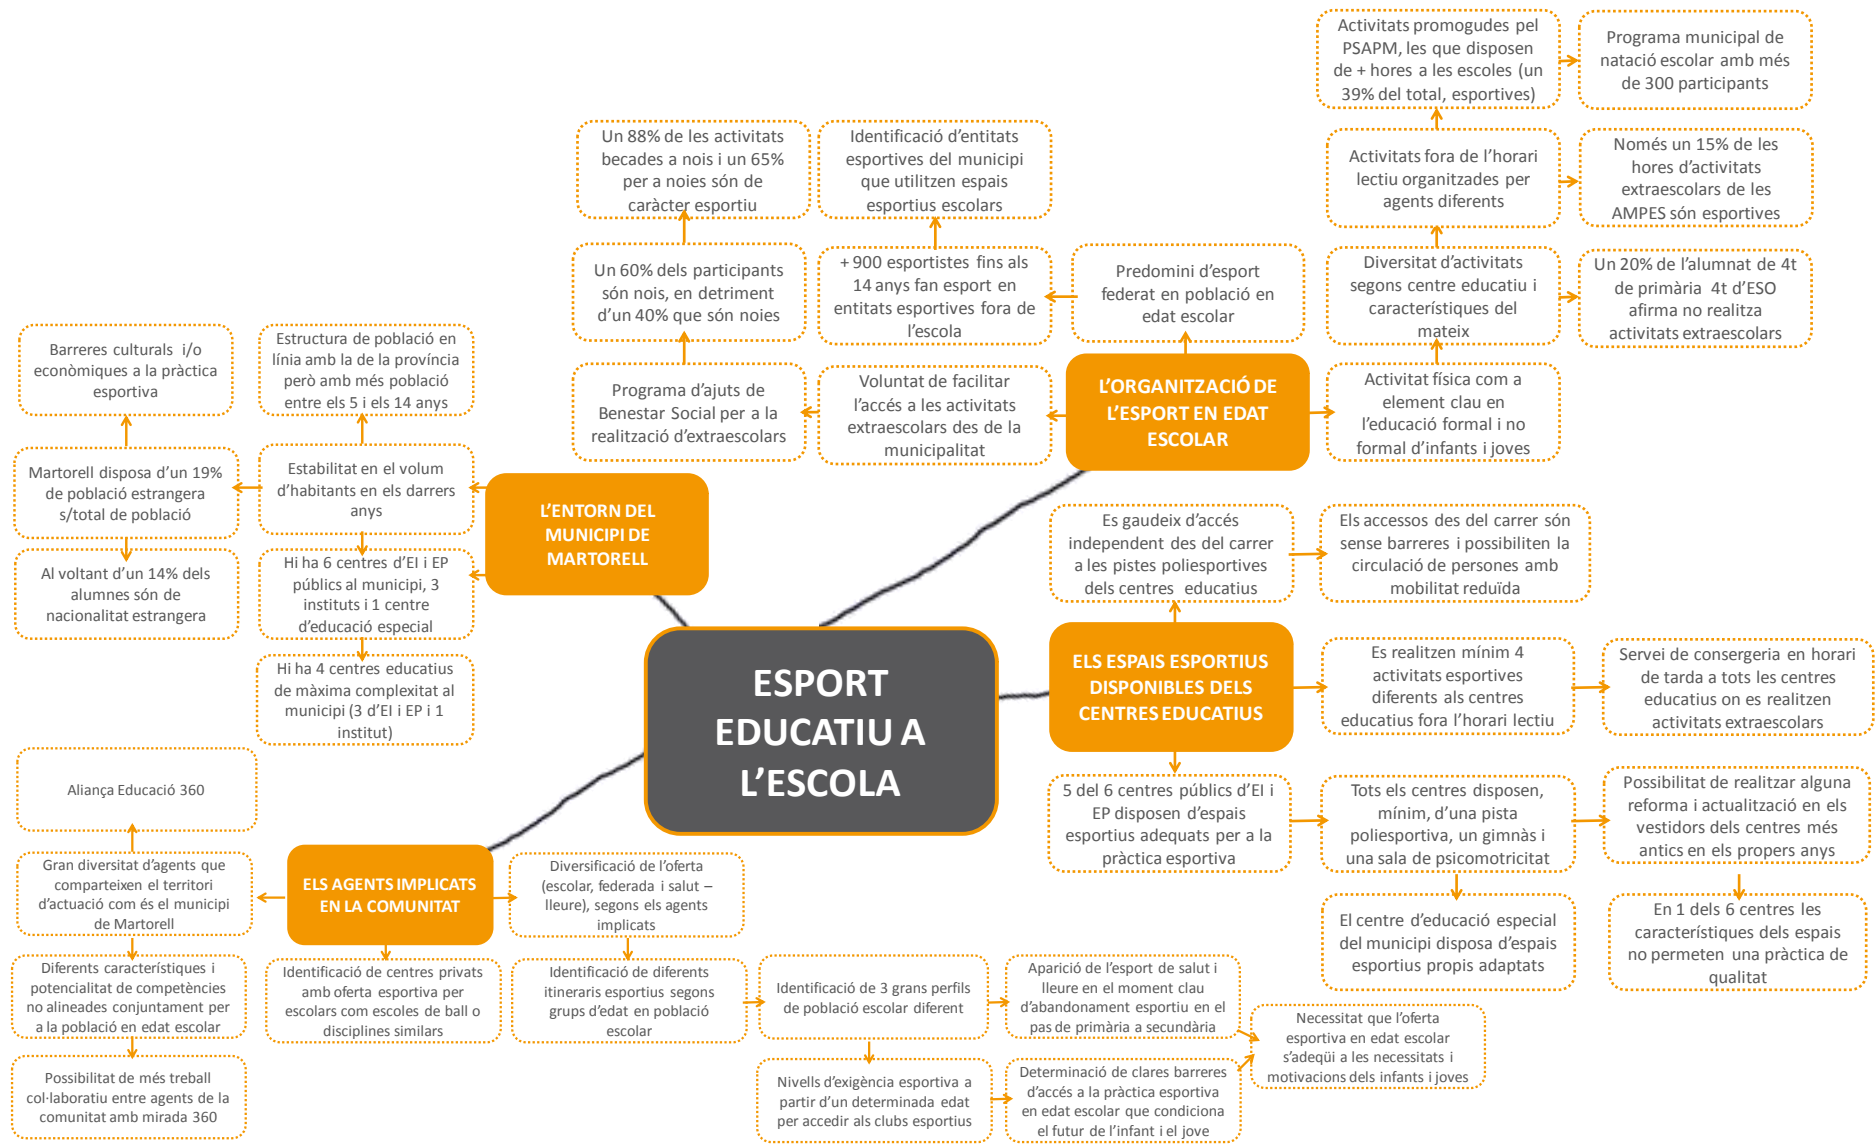 Activitats promogudes pel
PSAPM, les que disposen
de + hores a les escoles (un
39% del total, esportives)
Programa municipal de
natació escolar amb més
de 300 participants
Un 88% de les activitats
becades a nois i un 65%
per a noies són de
caràcter esportiu
Identificació d'entitats
esportives del municipi
que utilitzen espais
esportius escolars
Activitats fora de l'horari
lectiu organitzades per
agents diferents
Només un 15% de les
hores d'activitats
extraescolars de les
AMPES són esportives
Un 60% dels participants
són nois, en detriment
d'un 40% que són noies
+ 900 esportistes fins als
14 anys fan esport en
entitats esportives fora de
l'escola
Predomini d'esport
federat en població en
edat escolar
Diversitat d'activitats
segons centre educatiu i
característiques del
mateix
Un 20% de l'alumnat de 4t
de primària 4t d'ESO
afirma no realitza
activitats extraescolars
Barreres culturals i/o
econòmiques a la pràctica
esportiva
Estructura de població en
línia amb la de la província
però amb més població
entre els 5 i els 14 anys
Programa d'ajuts de
Benestar Social per a la
realització d'extraescolars
Voluntat de facilitar
l'accés a les activitats
extraescolars des de la
municipalitat
L'ORGANITZACIÓ DE
L'ESPORT EN EDAT
ESCOLAR
Activitat física com a
element clau en
l'educació formal i no
formal d'infants i joves
Martorell disposa d'un 19%
de població estrangera
s/total de població
Estabilitat en el volum
d'habitants en els darrers
anys
L'ENTORN DEL
MUNICIPI DE
MARTORELL
Al voltant d'un 14% dels
alumnes són de
nacionalitat estrangera
Hi ha 6 centres d'EI i EP
públics al municipi, 3
instituts i 1 centre
d'educació especial
Hi ha 4 centres educatius
de màxima complexitat al
municipi (3 d'EI i EP i 1
institut)
Es gaudeix d'accés
independent des del carrer
a les pistes poliesportives
dels centres educatius
Els accessos des del carrer són
sense barreres i possibiliten la
circulació de persones amb
mobilitat reduïda
ESPORT
EDUCATIU A
L'ESCOLA
ELS ESPAIS ESPORTIUS
DISPONIBLES DELS
CENTRES EDUCATIUS
Es realitzen mínim 4
activitats esportives
diferents als centres
educatius fora l'horari lectiu
Servei de consergeria en horari
de tarda a tots les centres
educatius on es realitzen
activitats extraescolars
5 del 6 centres públics d'EI i
EP disposen d'espais
esportius adequats per a la
pràctica esportiva
Tots els centres disposen,
mínim, d'una pista
poliesportiva, un gimnàs i
una sala de psicomotricitat
Possibilitat de realitzar alguna
reforma i actualització en els
vestidors dels centres més
antics en els propers anys
El centre d'educació especial
del municipi disposa d'espais
esportius propis adaptats
En 1 dels 6 centres les
característiques dels espais
no permeten una pràctica de
qualitat
Aliança Educació 360
Gran diversitat d'agents que
comparteixen el territori
d'actuació com és el municipi
de Martorell
ELS AGENTS IMPLICATS
EN LA COMUNITAT
Diversificació de l'oferta
(escolar, federada i salut –
lleure), segons els agents
implicats
Diferents característiques i
potencialitat de competències
no alineades conjuntament per
a la població en edat escolar
Identificació de centres privats
amb oferta esportiva per
escolars com escoles de ball o
disciplines similars
Identificació de diferents
itineraris esportius segons
grups d'edat en població
escolar
Identificació de 3 grans perfils
de població escolar diferent
Aparició de l'esport de salut i
lleure en el moment clau
d'abandonament esportiu en el
pas de primària a secundària
Necessitat que l'oferta
esportiva en edat escolar
s'adeqüi a les necessitats i
motivacions dels infants i joves
Possibilitat de més treball
col·laboratiu entre agents de la
comunitat amb mirada 360
Nivells d'exigència esportiva a
partir d'un determinada edat
per accedir als clubs esportius
Determinació de clares barreres
d'accés a la pràctica esportiva
en edat escolar que condiciona
el futur de l'infant i el jove